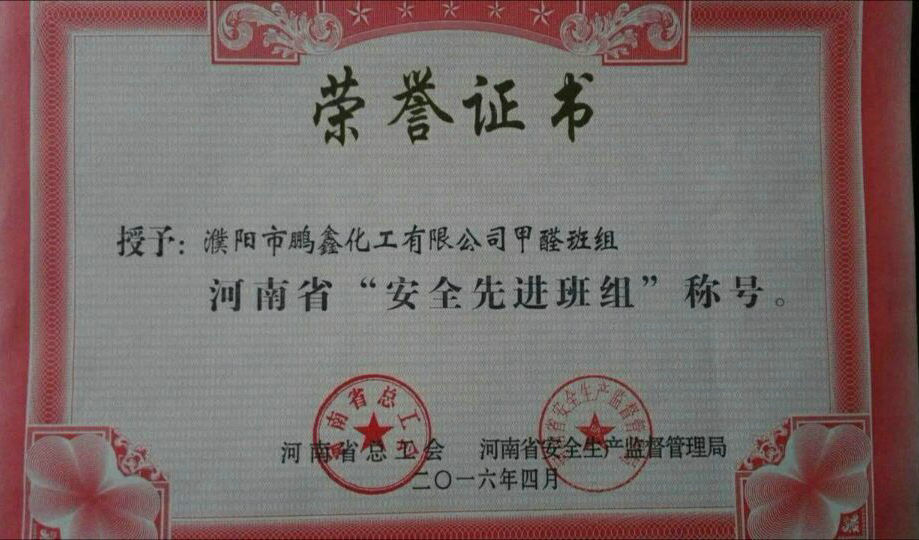 荣誉证书
授予：濮阳市鹏鑫化工有限公司甲醛班组
河南省“安全先进班组”称号。
河南省总工会 河南省安全生产监督管理局
二〇一六年四月